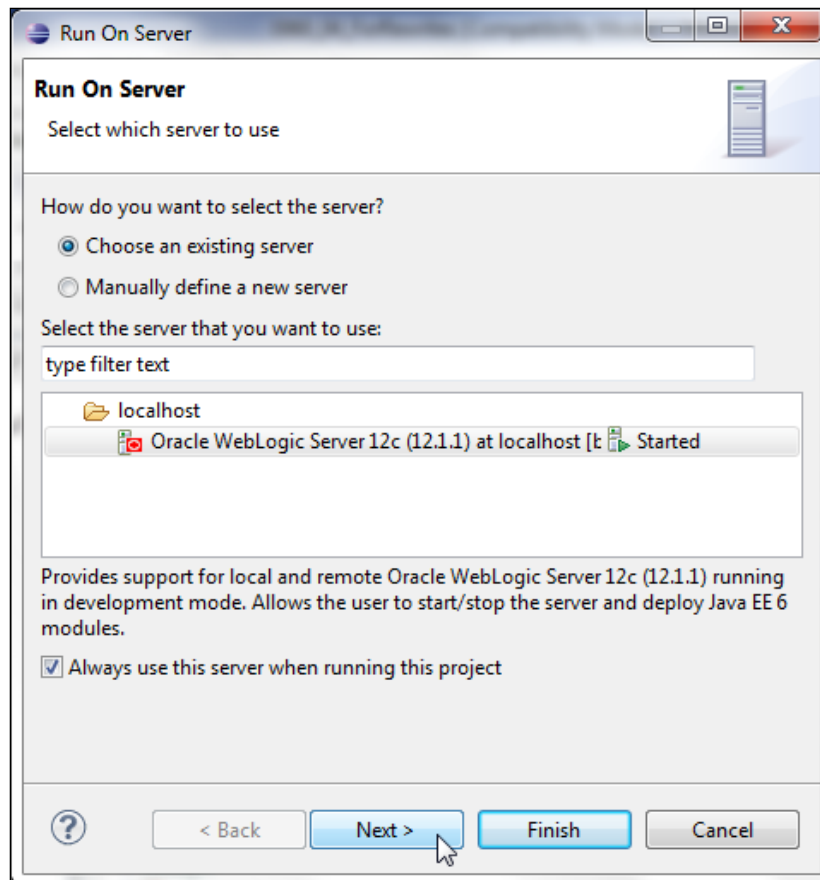 Run On Server
Run On Server
Select which server to use
How do you want to select the server?
Choose an existing server
Manually define a new server
Select the server that you want to use:
type filter text
localhost
Oracle WebLogic Server 12c (12.1.1) at localhost [b Started
Provides support for local and remote Oracle WebLogic Server 12c (12.1.1) running
in development mode. Allows the user to start/stop the server and deploy Java EE 6
modules.
Always use this server when running this project
? < Back Next > Finish Cancel